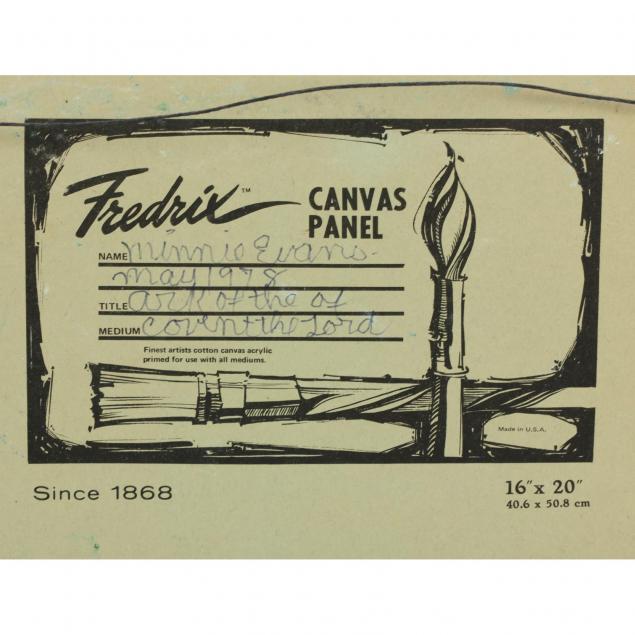 Fredrix™ CANVAS
PANEL
NAME Minnie Evans-
may 1978
TITLE Ark of the of
MEDIUM Covint the Lord
Finest artists cotton canvas acrylic
primed for use with all mediums.
Made in U.S.A.
Since 1868
16"x 20"
40.6 x 50.8 cm